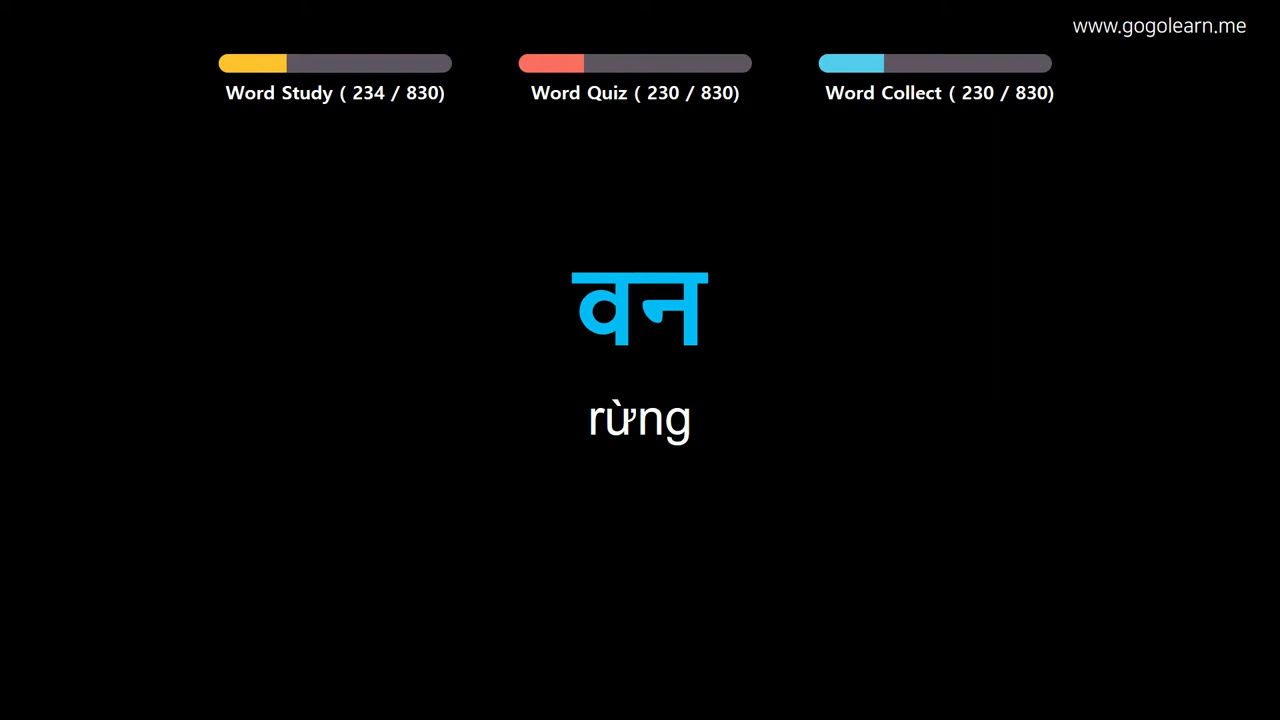 www.gogolearn.me
Word Study ( 234 / 830)
Word Quiz ( 230 / 830)
Word Collect ( 230 / 830)
वन
rừng